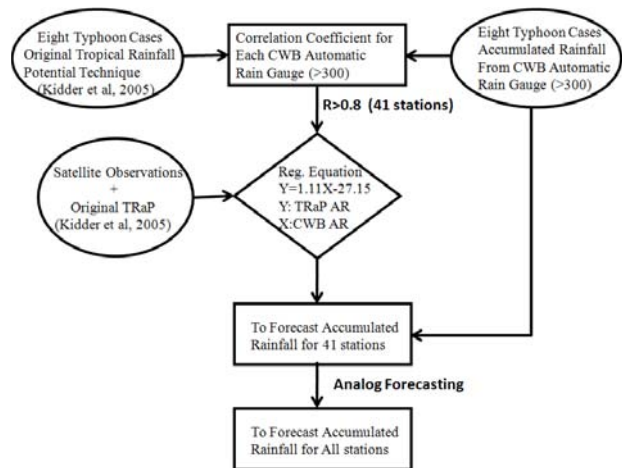 Eight Typhoon Cases
Original Tropical Rainfall
Potential Technique
(Kidder et al, 2005)
Correlation Coefficient for
Each CWB Automatic
Rain Gauge (>300)
Eight Typhoon Cases
Accumulated Rainfall
From CWB Automatic
Rain Gauge (>300)
R>0.8 (41 stations)
Satellite Observations
+
Original TRaP
(Kidder et al, 2005)
Reg. Equation
Y=1.11X-27.15
Y: TRaP AR
X:CWB AR
To Forecast Accumulated
Rainfall for 41 stations
Analog Forecasting
To Forecast Accumulated
Rainfall for All stations